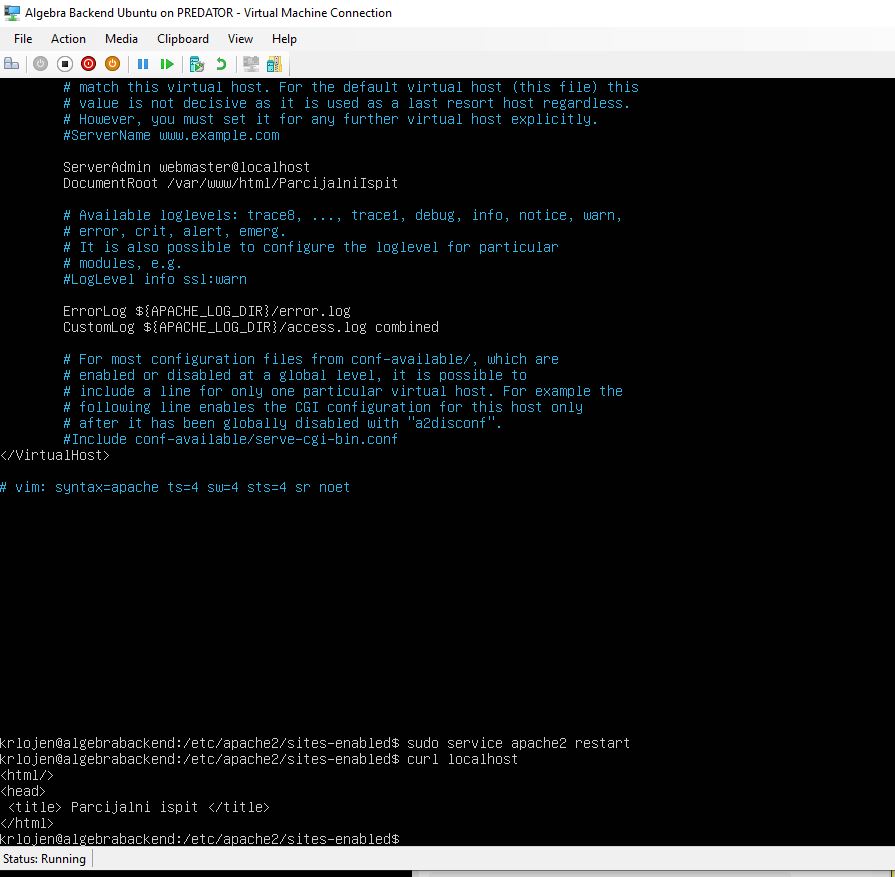 Algebra Backend Ubuntu on PREDATOR - Virtual Machine Connection
File Action Media Clipboard View Help
# match this virtual host. For the default virtual host (this file) this
# value is not decisive as it is used as a last resort host regardless.
# However, you must set it for any further virtual host explicitly.
#ServerName www.example.com
ServerAdmin webmaster@localhost
DocumentRoot /var/www/html/ParcijalniIspit
# Available loglevels: trace8, ..., trace1, debug, info, notice, warn,
# error, crit, alert, emerg.
# It is also possible to configure the loglevel for particular
# modules, e.g.
#LogLevel info ssl:warn
ErrorLog ${APACHE_LOG_DIR}/error.log
CustomLog ${APACHE_LOG_DIR}/access.log combined
# For most configuration files from conf-available/, which are
# enabled or disabled at a global level, it is possible to
# include a line for only one particular virtual host. For example the
# following line enables the CGI configuration for this host only
# after it has been globally disabled with "a2disconf".
#Include conf-available/serve-cgi-bin.conf
</VirtualHost>
# vim: syntax=apache ts=4 sw=4 sts=4 sr noet
krlojen@algebrabackend:/etc/apache2/sites-enabled$ sudo service apache2 restart
krlojen@algebrabackend:/etc/apache2/sites-enabled$ curl localhost
<html/>
<head>
<title> Parcijalni ispit </title>
</html>
krlojen@algebrabackend:/etc/apache2/sites-enabled$
Status: Running